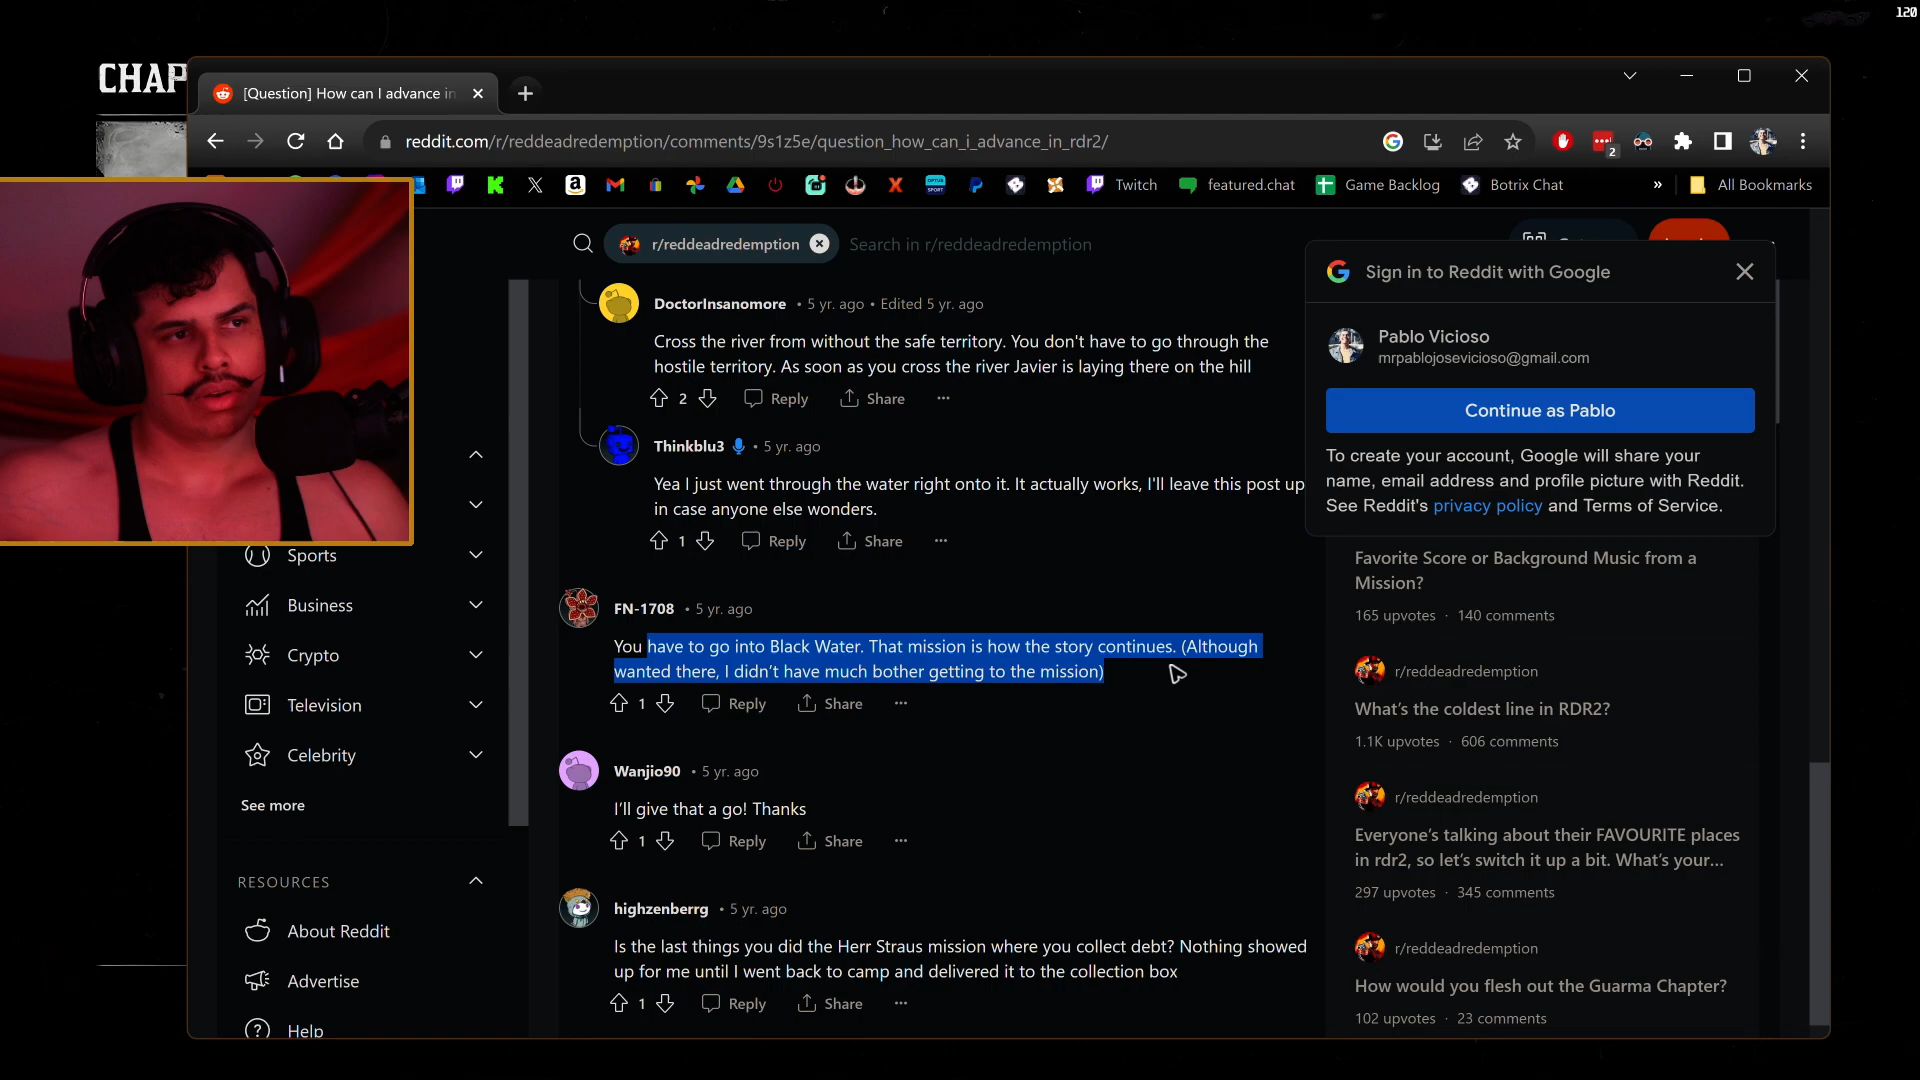 120
CHAP
[Question] How can I advance in
reddit.com/r/reddeadredemption/comments/9s1z5e/question_how_can_i_advance_in_rdr2/
2
Twitch
featured.chat
Game Backlog
Botrix Chat
»
All Bookmarks
r/reddeadredemption
Search in r/reddeadredemption
DoctorInsanomore • 5 yr. ago • Edited 5 yr. ago
Cross the river from without the safe territory. You don't have to go through the
hostile territory. As soon as you cross the river Javier is laying there on the hill
2 Reply Share ...
Thinkblu3 • 5 yr. ago
Yea I just went through the water right onto it. It actually works, I'll leave this post up
in case anyone else wonders.
1 Reply Share ...
FN-1708 • 5 yr. ago
You have to go into Black Water. That mission is how the story continues. (Although
wanted there, I didn't have much bother getting to the mission)
1 Reply Share ...
Wanjio90 • 5 yr. ago
I'll give that a go! Thanks
1 Reply Share ...
highzenberrg • 5 yr. ago
Is the last things you did the Herr Straus mission where you collect debt? Nothing showed
up for me until I went back to camp and delivered it to the collection box
1 Reply Share ...
Sports
Business
Crypto
Television
Celebrity
See more
RESOURCES
About Reddit
Advertise
Help
Sign in to Reddit with Google
Pablo Vicioso
mrpablojosevicioso@gmail.com
Continue as Pablo
To create your account, Google will share your
name, email address and profile picture with Reddit.
See Reddit's privacy policy and Terms of Service.
Favorite Score or Background Music from a
Mission?
165 upvotes · 140 comments
r/reddeadredemption
What's the coldest line in RDR2?
1.1K upvotes · 606 comments
r/reddeadredemption
Everyone's talking about their FAVOURITE places
in rdr2, so let's switch it up a bit. What's your...
297 upvotes · 345 comments
r/reddeadredemption
How would you flesh out the Guarma Chapter?
102 upvotes · 23 comments